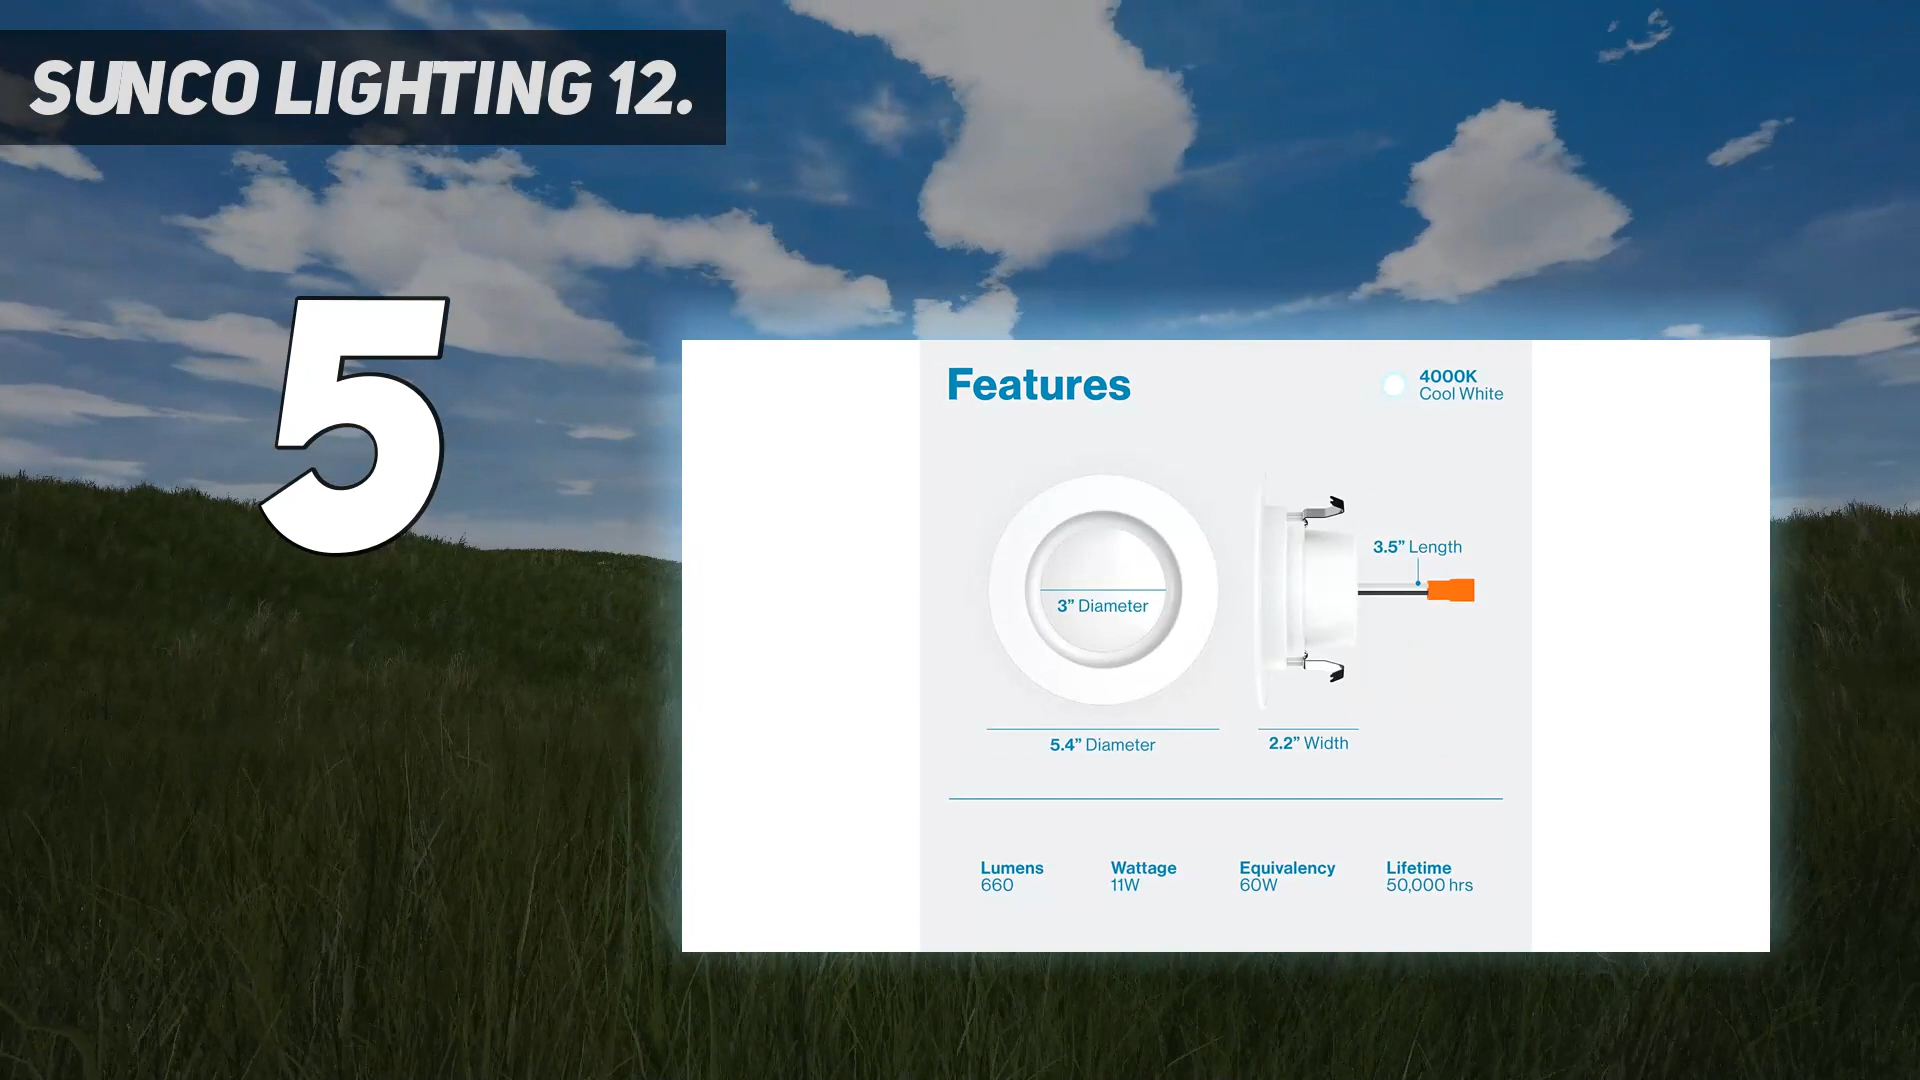 SUNCO LIGHTING 12.
5
Features
4000K
Cool White
3.5” Length
3” Diameter
5.4” Diameter
2.2” Width
Lumens
660
Wattage
11W
Equivalency
60W
Lifetime
50,000 hrs